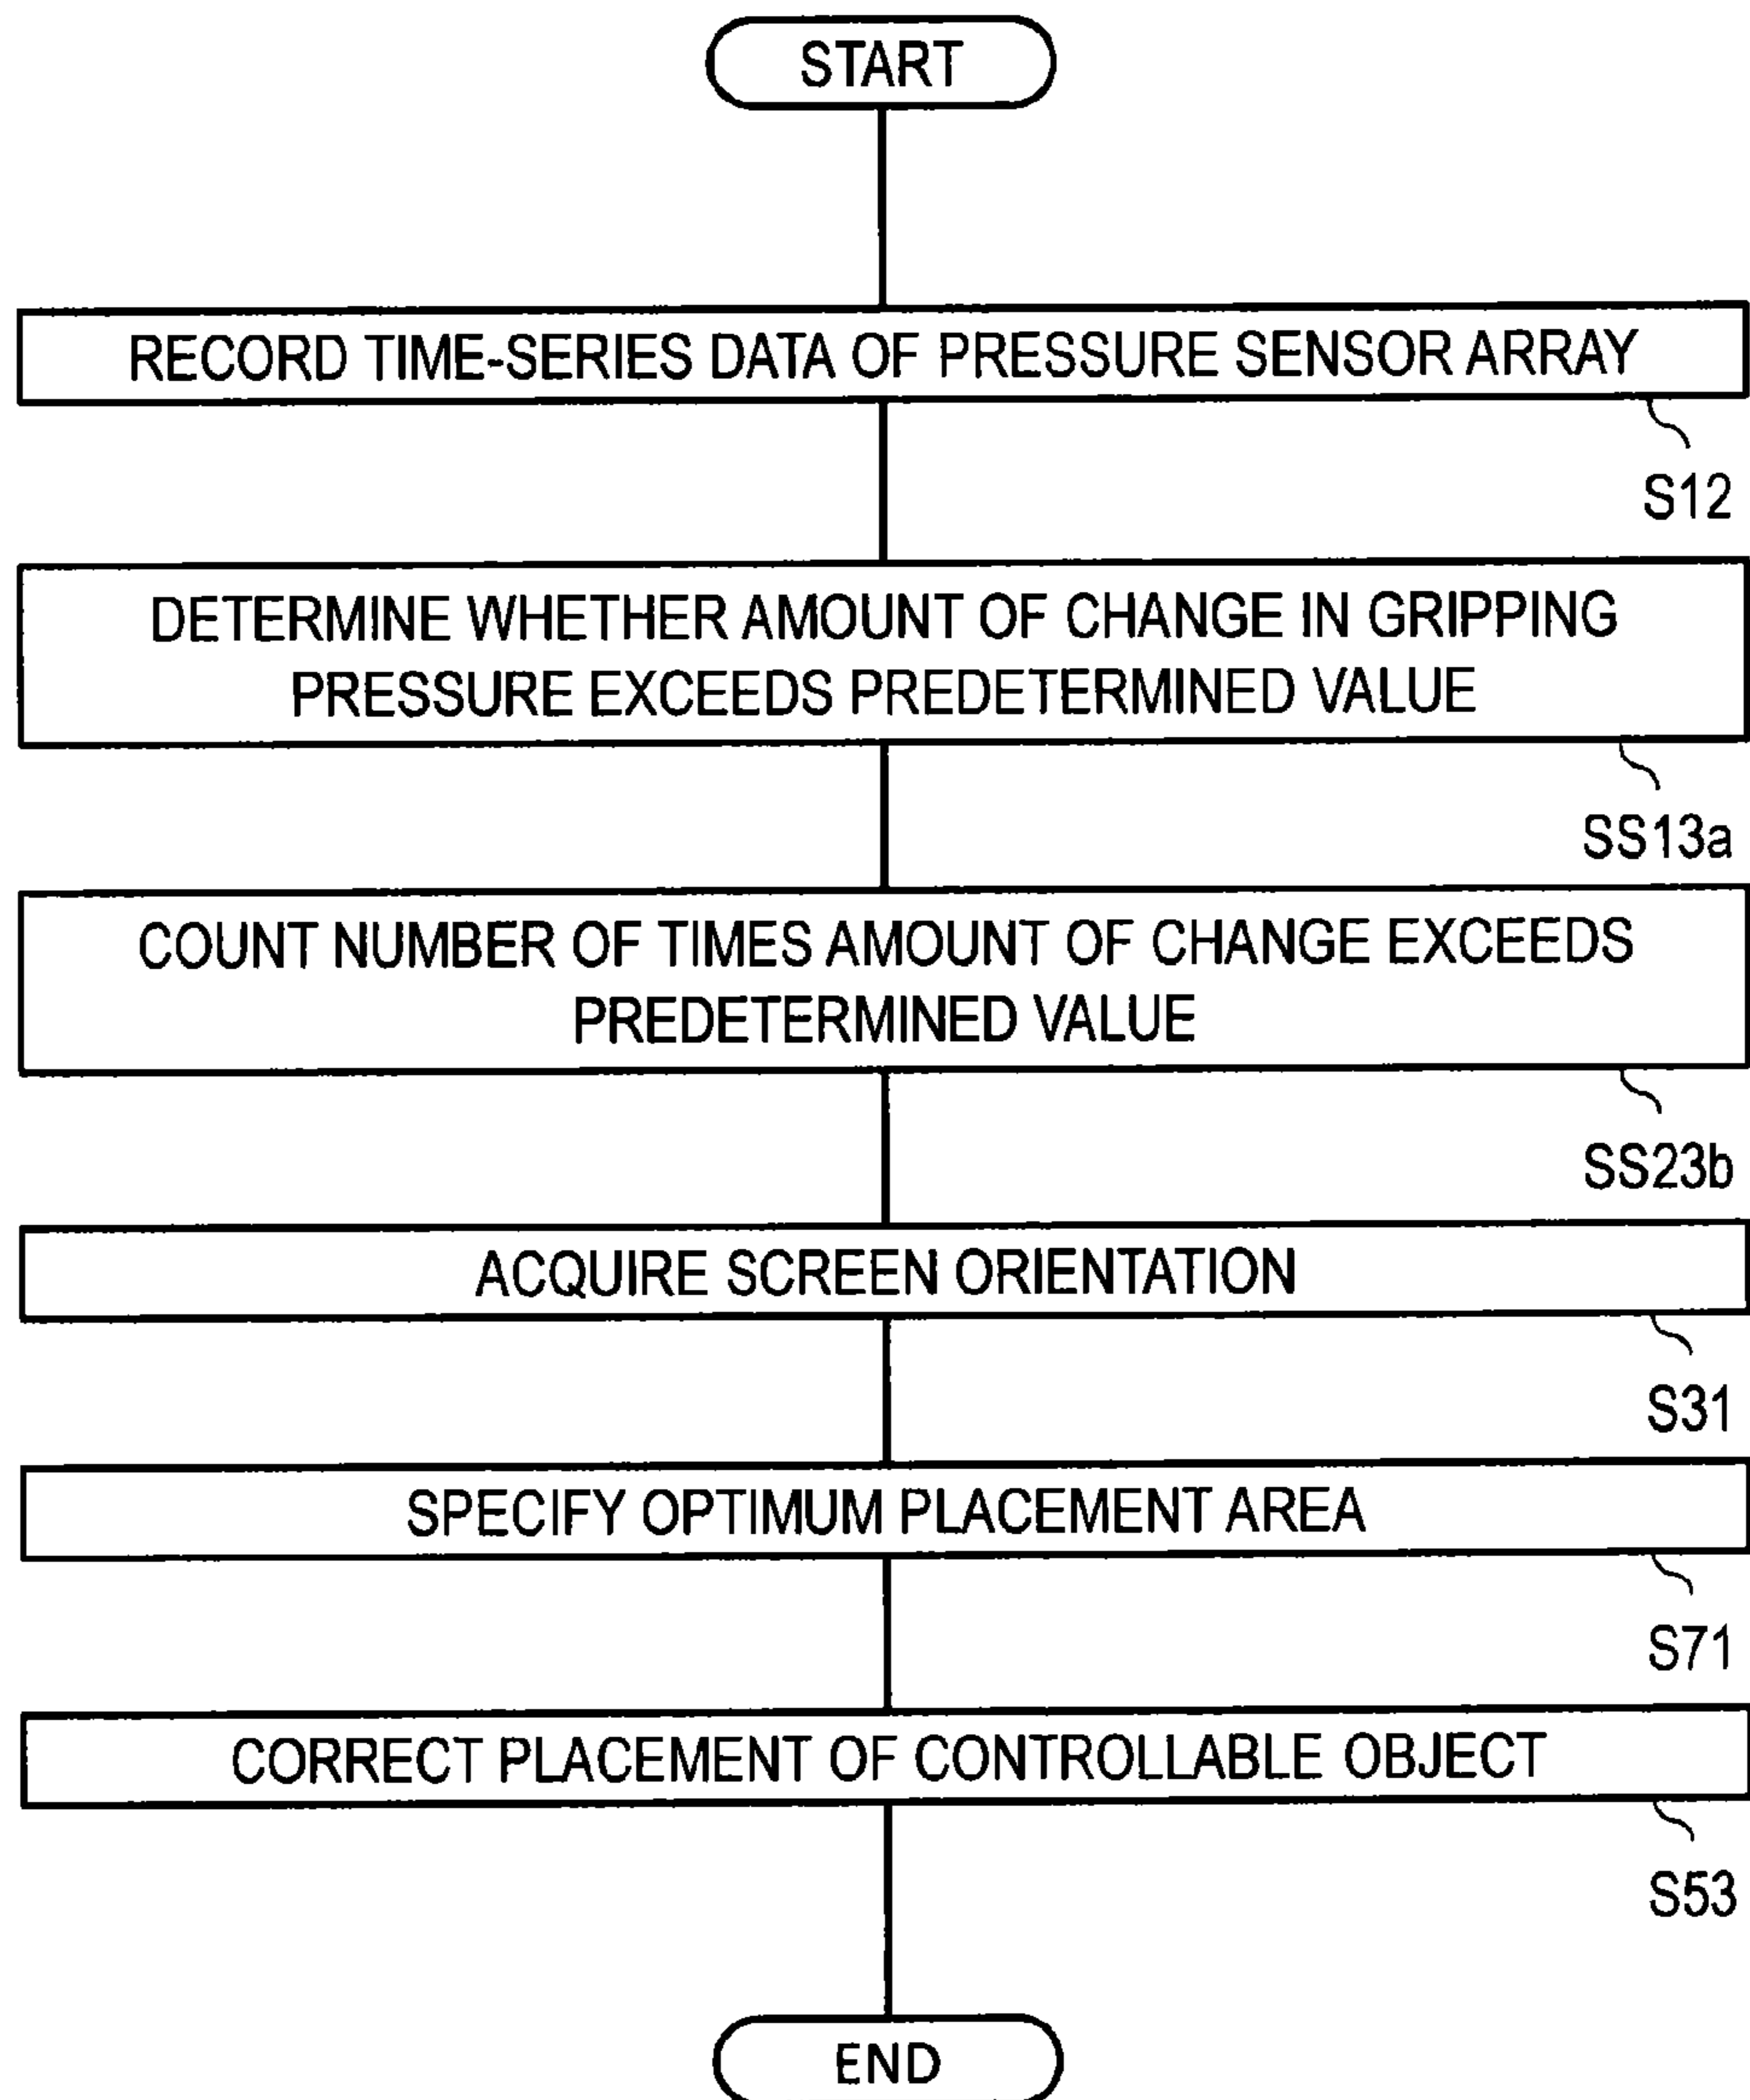 START
RECORD TIME-SERIES DATA OF PRESSURE SENSOR ARRAY
S12
DETERMINE WHETHER AMOUNT OF CHANGE IN GRIPPING
PRESSURE EXCEEDS PREDETERMINED VALUE
SS13a
COUNT NUMBER OF TIMES AMOUNT OF CHANGE EXCEEDS
PREDETERMINED VALUE
SS23b
ACQUIRE SCREEN ORIENTATION
S31
SPECIFY OPTIMUM PLACEMENT AREA
S71
CORRECT PLACEMENT OF CONTROLLABLE OBJECT
S53
END